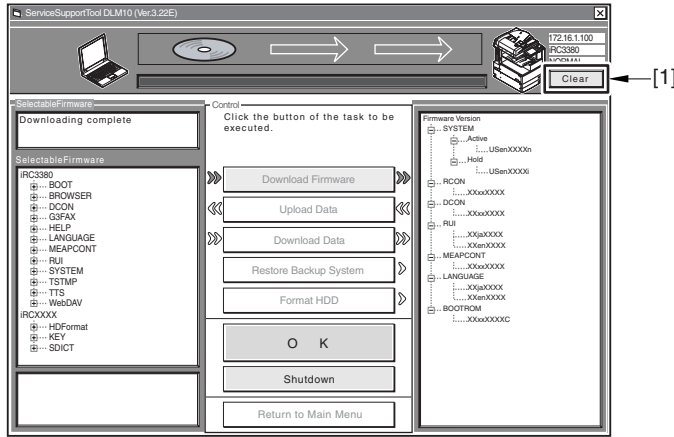 ServiceSupportTool DLM10 (Ver.3.22E)
172.16.1.100
iRC3380
NORMAL
Clear
[1]
SelectableFirmware
Downloading complete
SelectableFirmware
iRC3380
BOOT
BROWSER
DCON
G3FAX
HELP
LANGUAGE
MEAPCONT
RUI
SYSTEM
TSTMP
TTS
WebDAV
iRCXXXX
HDFormat
KEY
SDICT
Control
Click the button of the task to be
executed.
Download Firmware
Upload Data
Download Data
Restore Backup System
Format HDD
O K
Shutdown
Return to Main Menu
Firmware Version
SYSTEM
Active
USenXXXXn
Hold
USenXXXXi
RCON
XXxxXXXX
DCON
XXxxXXXX
RUI
XXjaXXXX
XXenXXXX
MEAPCONT
XXxxXXXX
LANGUAGE
XXjaXXXX
XXenXXXX
BOOTROM
XXxxXXXXC